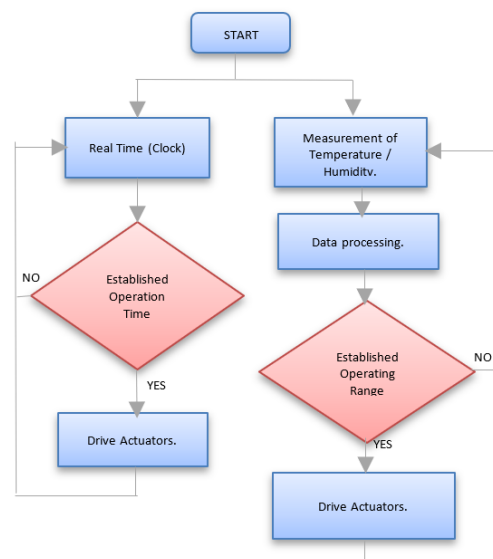 START
Real Time (Clock)
Measurement of
Temperature /
Humidity.
Data processing.
NO
Established
Operation
Time
YES
Established
Operating
Range
NO
YES
Drive Actuators.
Drive Actuators.